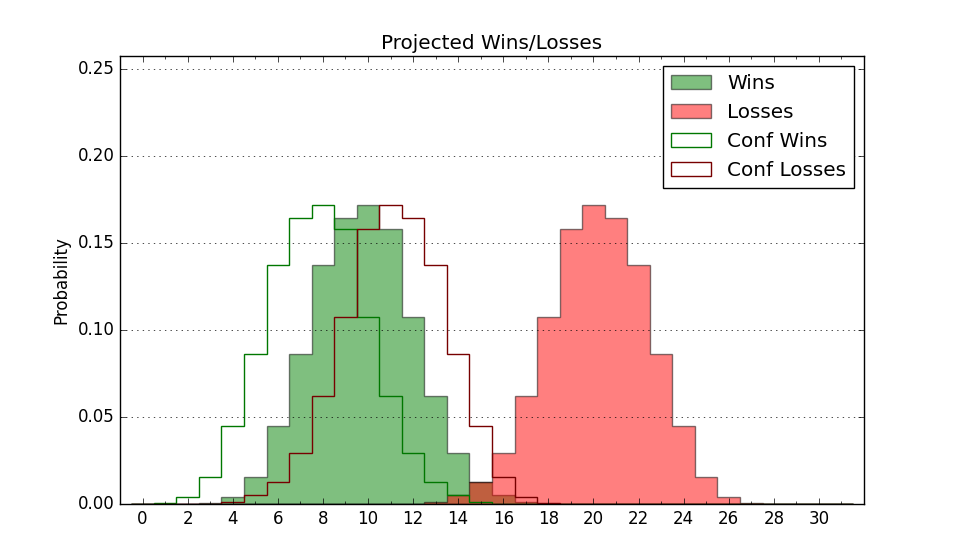 Projected Wins/Losses
0.25
0.20
0.15
0.10
0.05
0.00
Probability
Wins
Losses
Conf Wins
Conf Losses
0 2 4 6 8 10 12 14 16 18 20 22 24 26 28 30